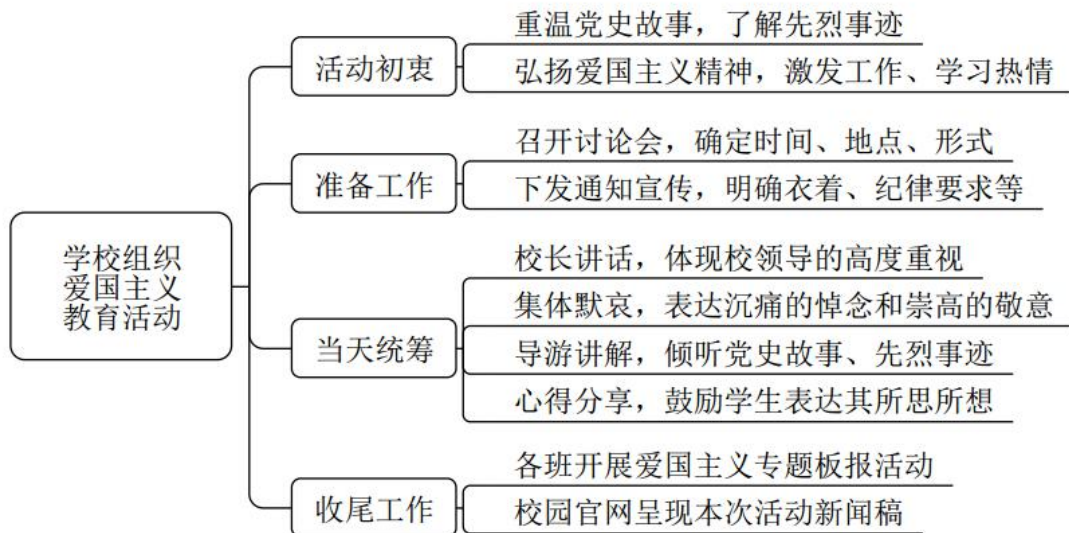 学校组织
爱国主义
教育活动
活动初衷
重温党史故事，了解先烈事迹
弘扬爱国主义精神，激发工作、学习热情
准备工作
召开讨论会，确定时间、地点、形式
下发通知宣传，明确衣着、纪律要求等
当天统筹
校长讲话，体现校领导的高度重视
集体默哀，表达沉痛的悼念和崇高的敬意
导游讲解，倾听党史故事、先烈事迹
心得分享，鼓励学生表达其所思所想
收尾工作
各班开展爱国主义专题板报活动
校园官网呈现本次活动新闻稿